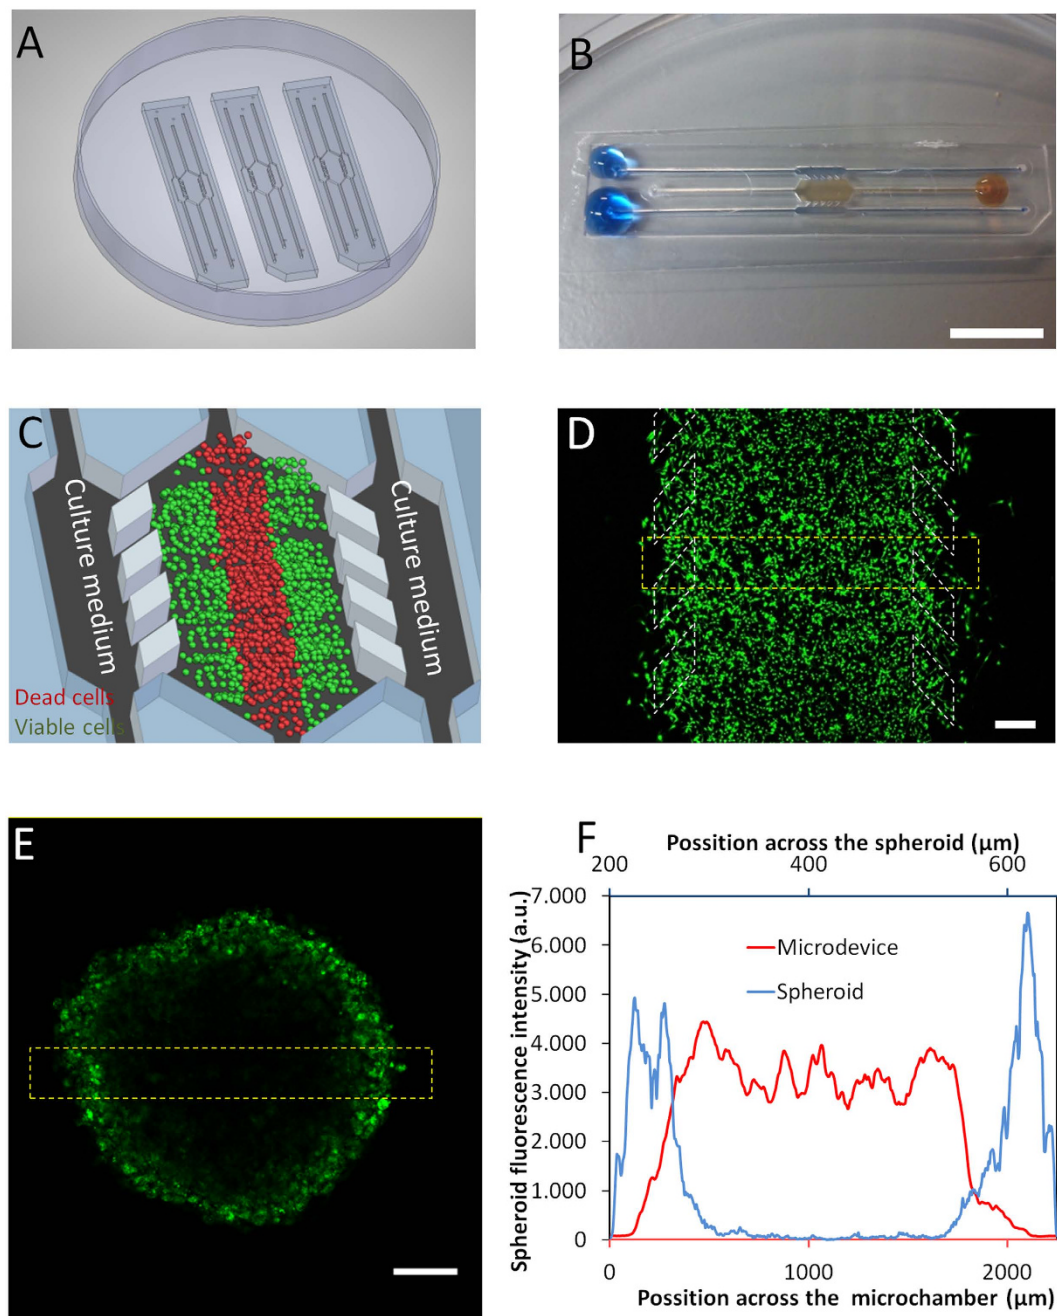 A
B
C
Culture medium
Culture medium
Dead cells
Viable cells
D
E
F
Possition across the spheroid (µm)
200 400 600
Spheroid fluorescence intensity (a.u.)
7.000
6.000
5.000
4.000
3.000
2.000
1.000
0
Microdevice
Spheroid
0 1000 2000
Possition across the microchamber (µm)